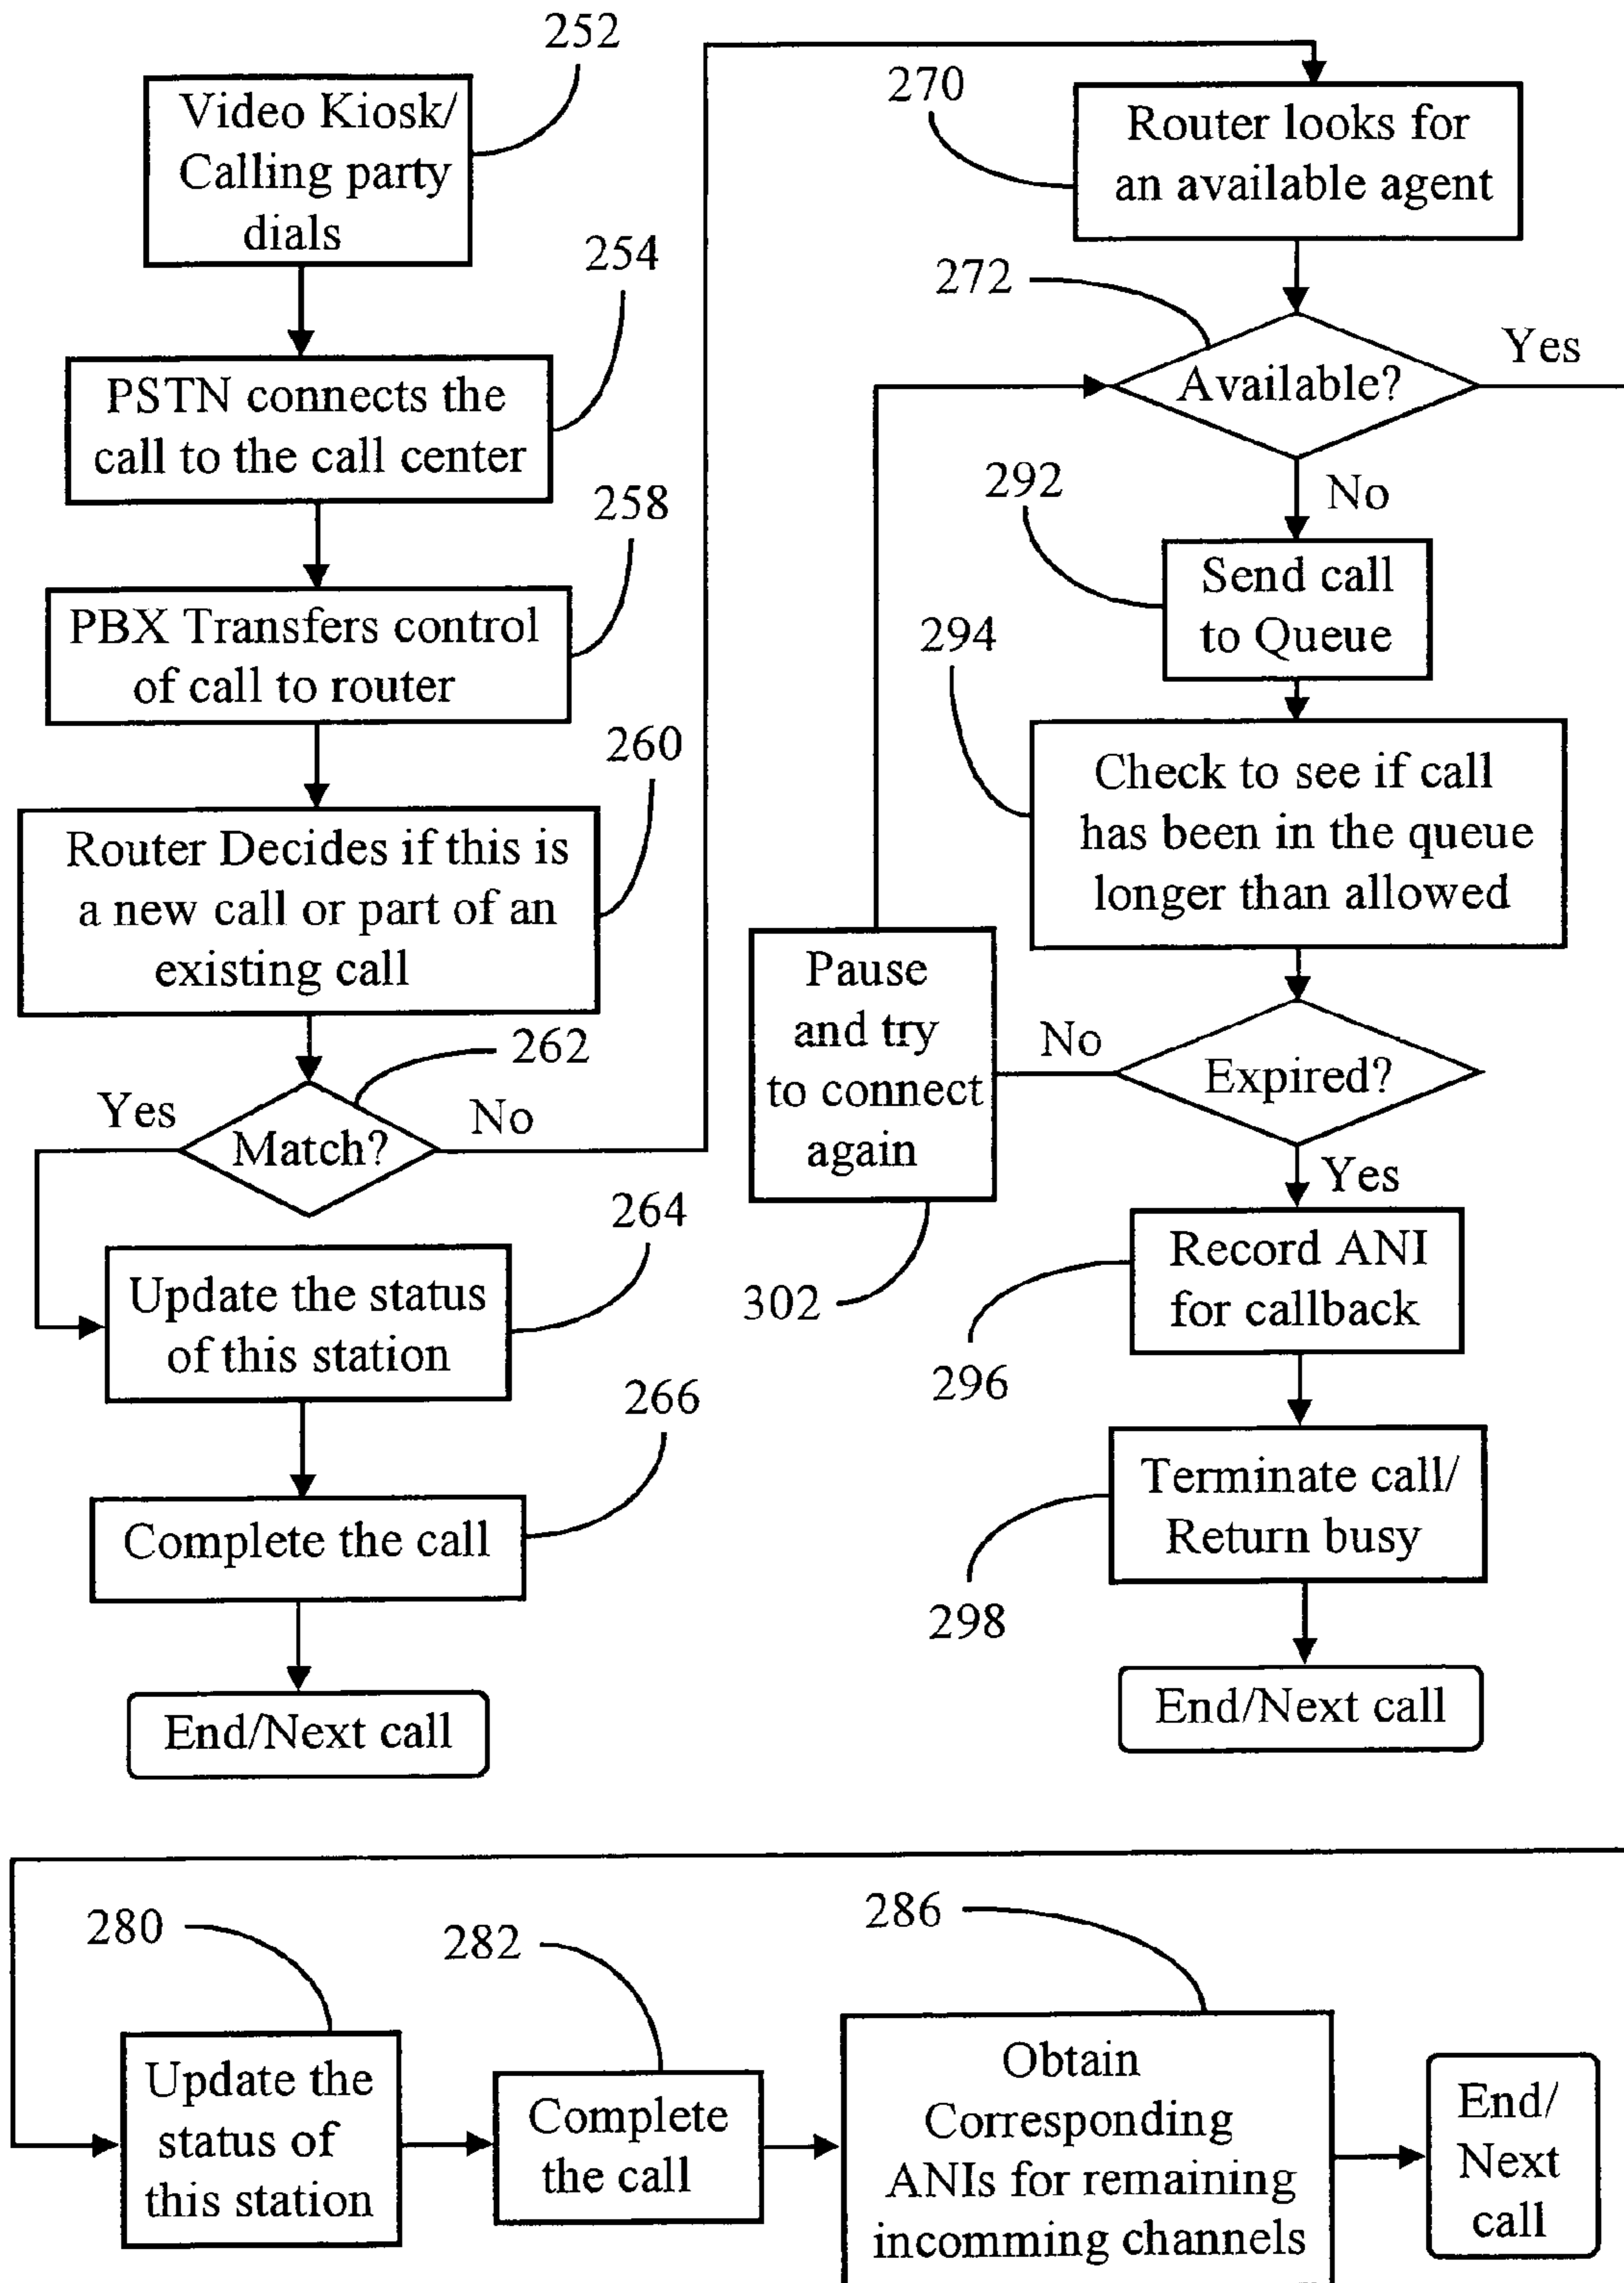 252
Video Kiosk/
Calling party
dials
254
PSTN connects the
call to the call center
258
PBX Transfers control
of call to router
260
Router Decides if this is
a new call or part of an
existing call
262
Yes
Match?
No
264
Update the status
of this station
266
Complete the call
End/Next call
270
Router looks for
an available agent
272
Available?
Yes
No
292
Send call
to Queue
294
Check to see if call
has been in the queue
longer than allowed
Pause
and try
to connect
again
No
Expired?
Yes
302
Record ANI
for callback
296
Terminate call/
Return busy
298
End/Next call
280
Update the
status of
this station
282
Complete
the call
286
Obtain
Corresponding
ANIs for remaining
incomming channels
End/
Next
call